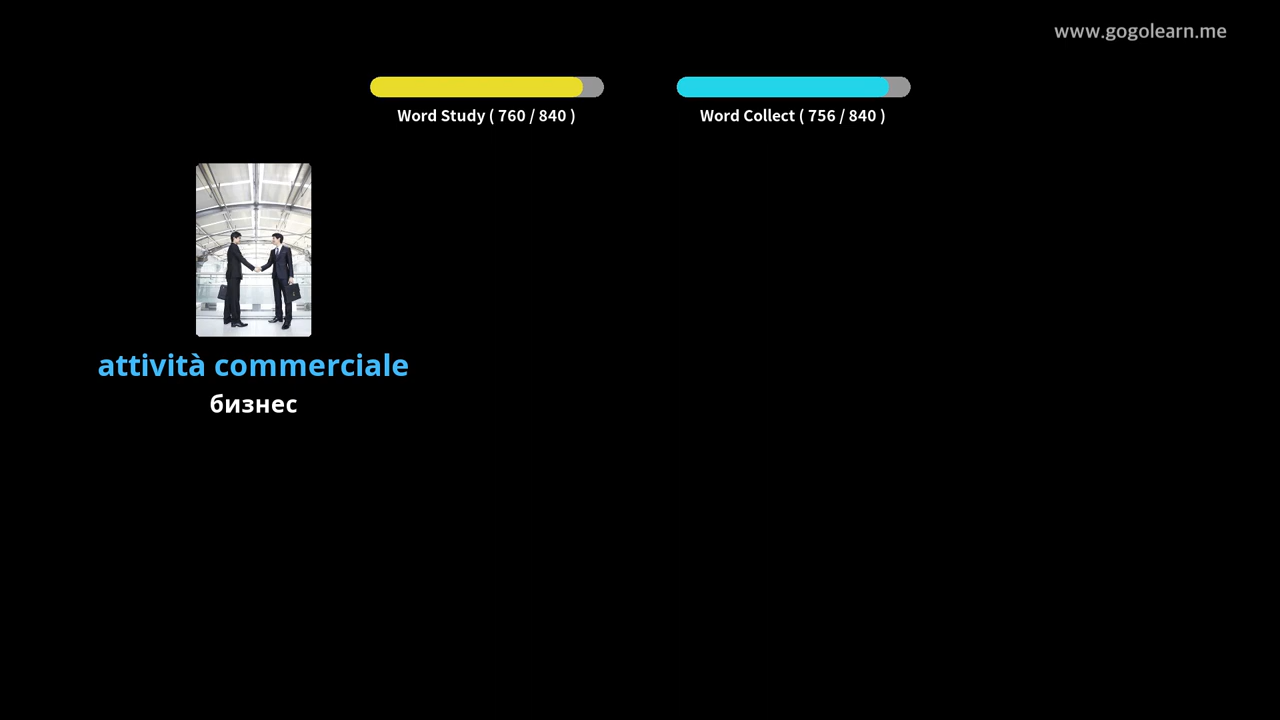 www.gogolearn.me
Word Study ( 760 / 840 )
Word Collect ( 756 / 840 )
attività commerciale
бизнес